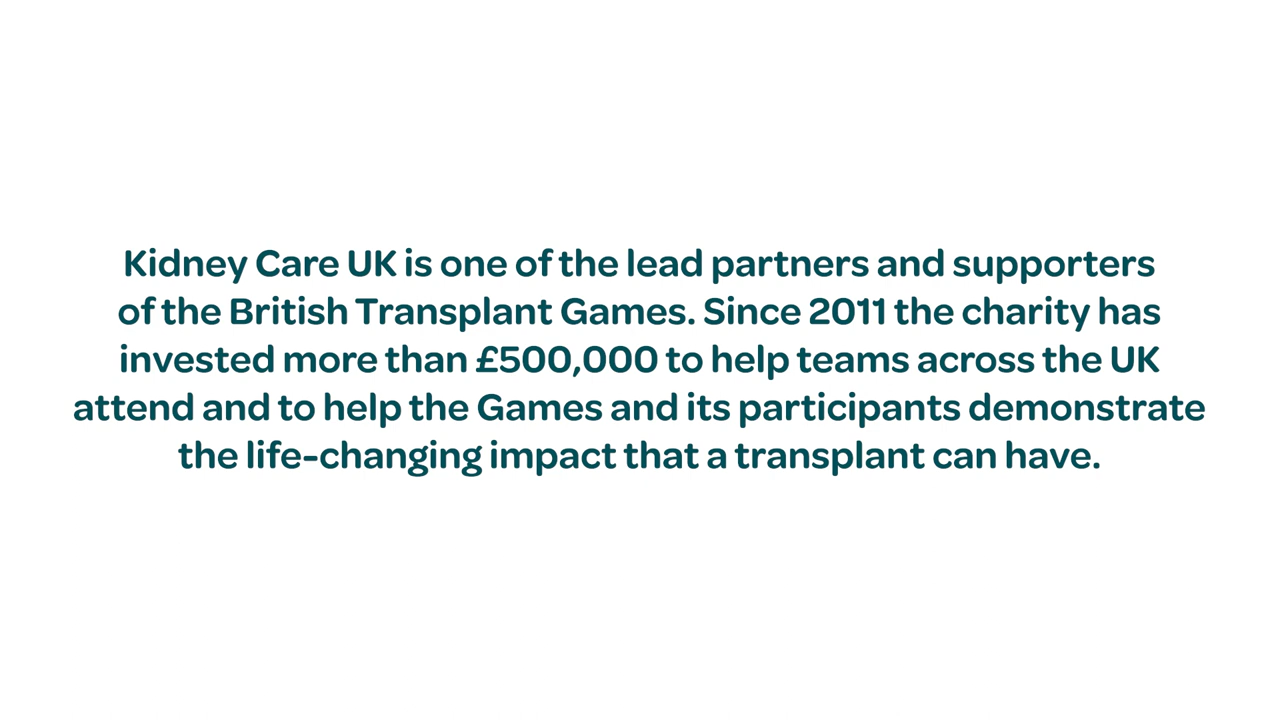 Kidney Care UK is one of the lead partners and supporters
of the British Transplant Games. Since 2011 the charity has
invested more than £500,000 to help teams across the UK
attend and to help the Games and its participants demonstrate
the life-changing impact that a transplant can have.